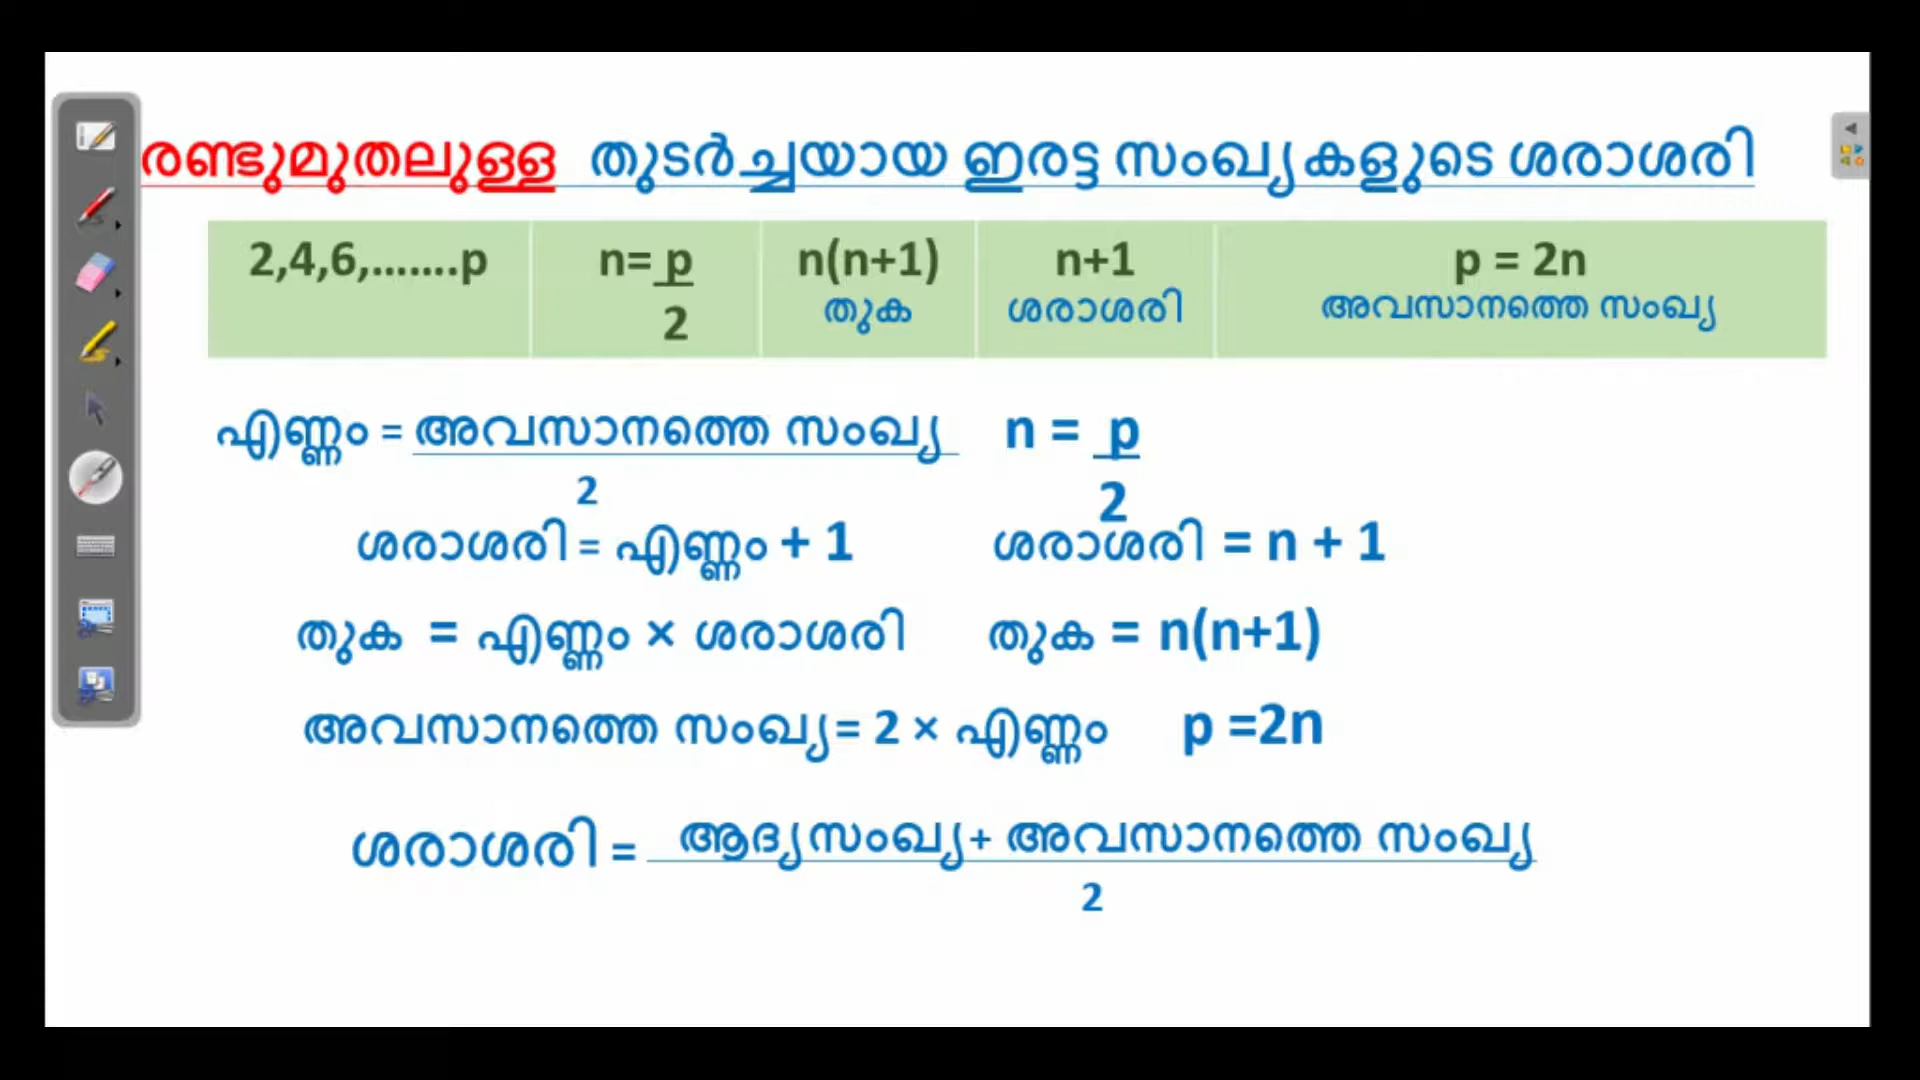 രണ്ടുമുതലുള്ള തുടർച്ചയായ ഇരട്ട സംഖ്യകളുടെ ശരാശരി
2,4,6,.......p n= p n(n+1) n+1 p = 2n
2 തുക ശരാശരി അവസാനത്തെ സംഖ്യ
എണ്ണം = അവസാനത്തെ സംഖ്യ n = p
2 2
ശരാശരി = എണ്ണം + 1 ശരാശരി = n + 1
തുക = എണ്ണം × ശരാശരി തുക = n(n+1)
അവസാനത്തെ സംഖ്യ= 2 × എണ്ണം p =2n
ശരാശരി = ആദ്യസംഖ്യ+ അവസാനത്തെ സംഖ്യ
2